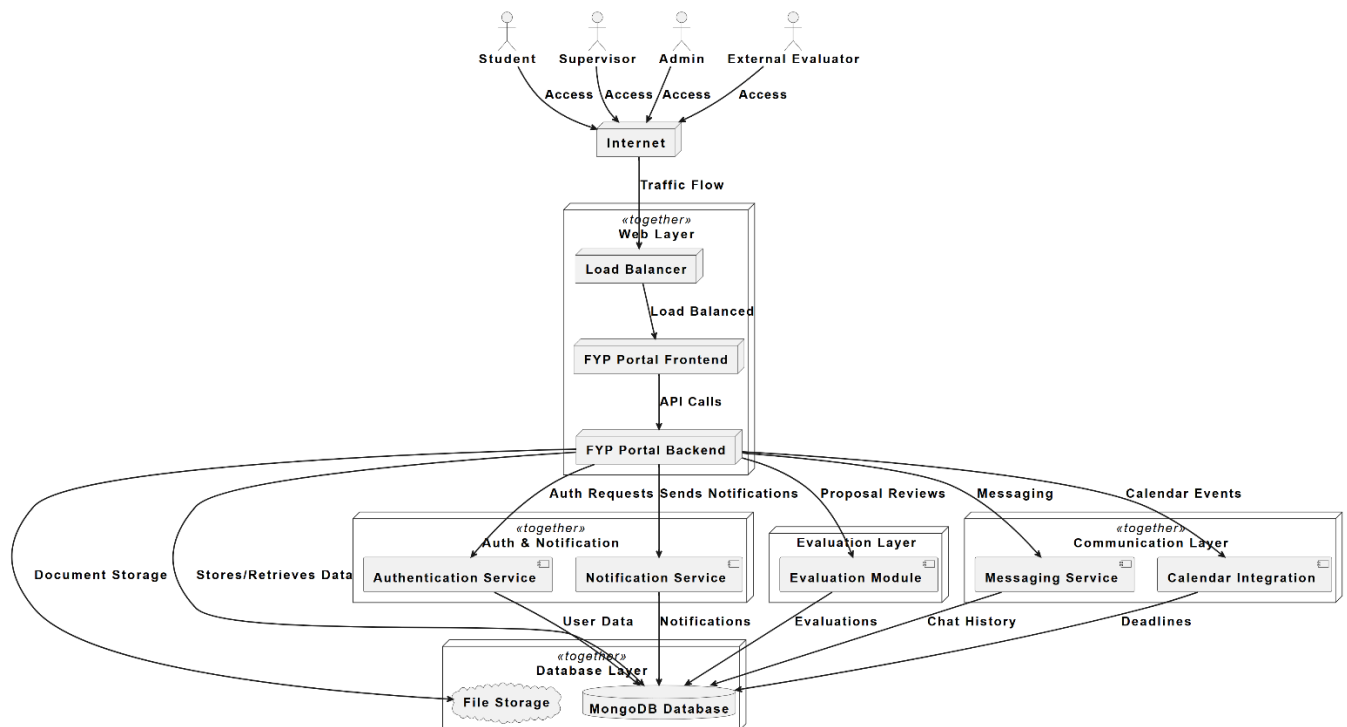 Student
Supervisor
Admin
External Evaluator
Access
Access
Access
Access
Internet
Traffic Flow
«together»
Web Layer
Load Balancer
Load Balanced
FYP Portal Frontend
API Calls
FYP Portal Backend
Auth Requests
Sends Notifications
Proposal Reviews
Messaging
Calendar Events
«together»
Auth & Notification
Evaluation Layer
«together»
Communication Layer
Document Storage
Stores/Retrieves Data
Authentication Service
Notification Service
Evaluation Module
Messaging Service
Calendar Integration
User Data
Notifications
Evaluations
Chat History
Deadlines
«together»
Database Layer
File Storage
MongoDB Database